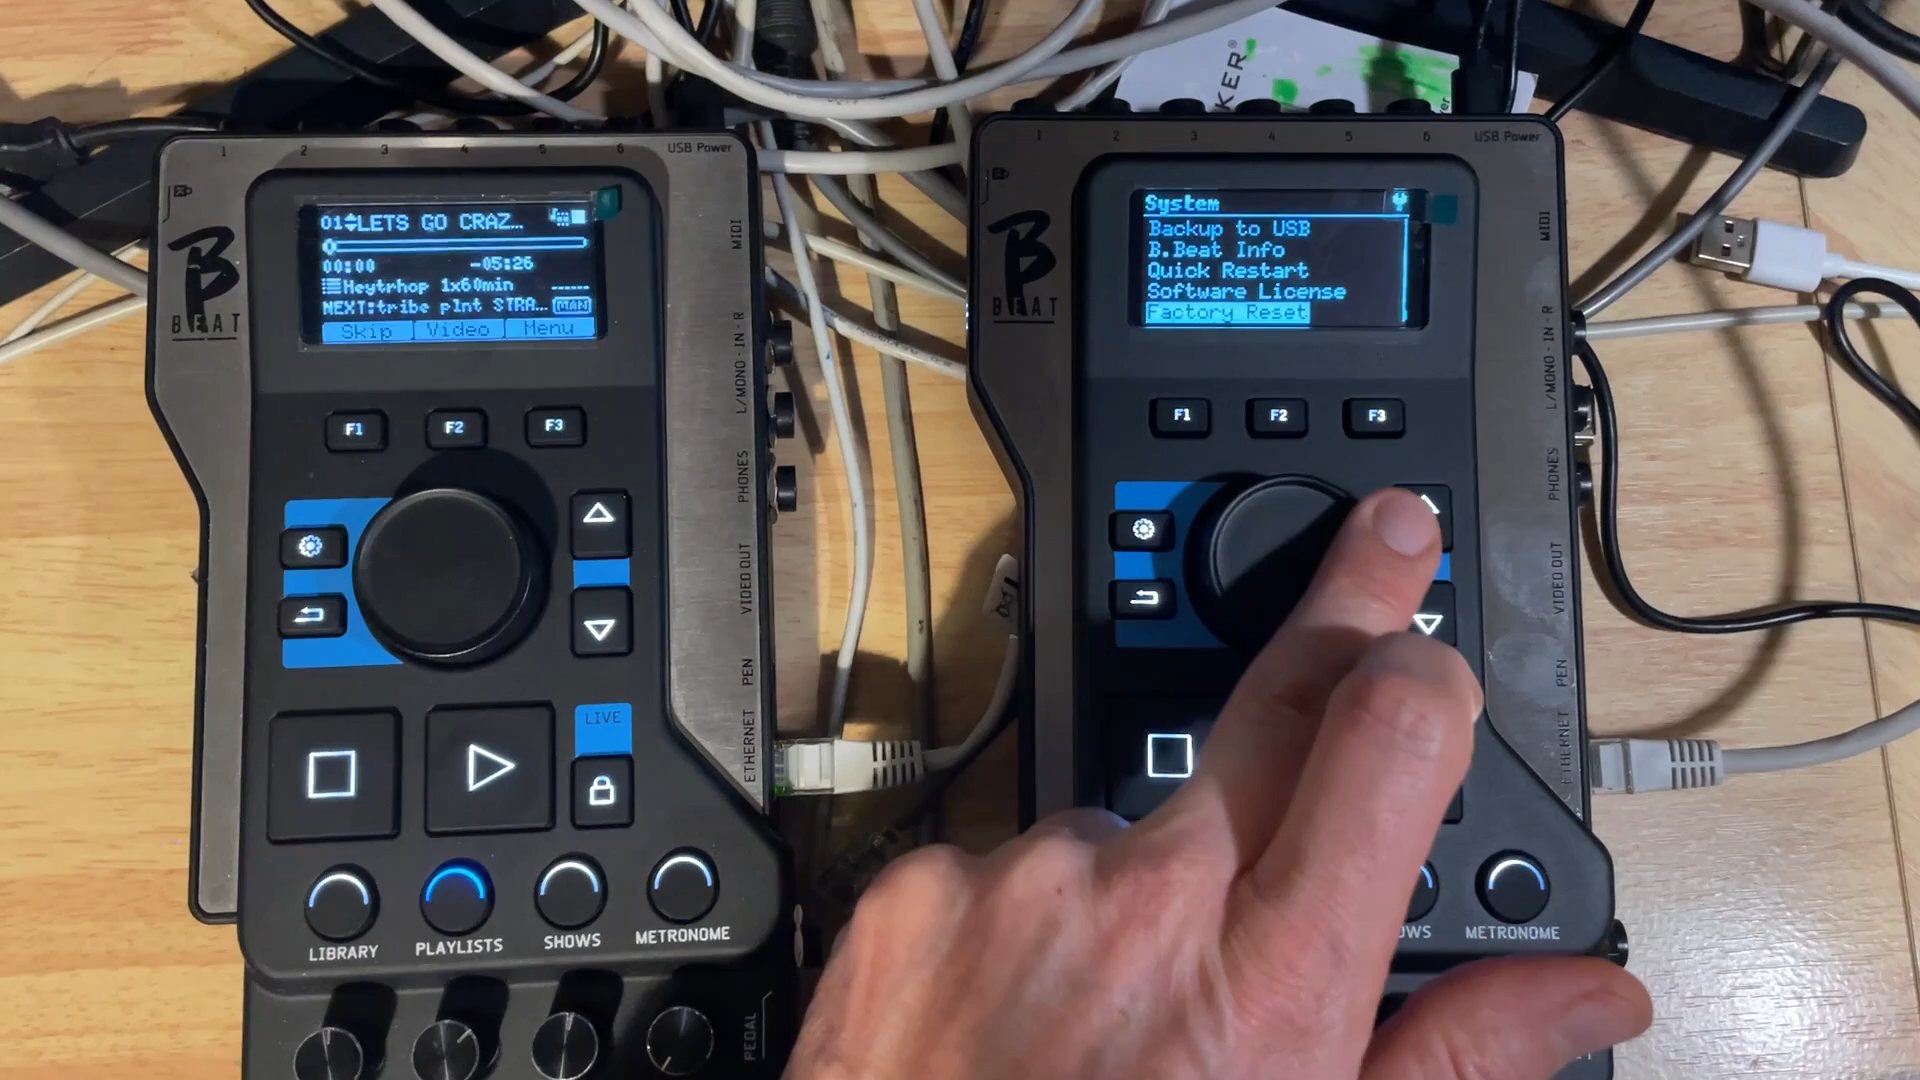 KER®
er
1 2 3 4 5 6 USB Power
01 LETS GO CRAZ...
00:00 -05:26
Heytrhop 1x60min ------
NEXT:tribe plnt STRA... MAN
Skip Video Menu
B
BEAT
MIDI
L/MONO - IN - R
PHONES
VIDEO OUT
PEN
ETHERNET
F1 F2 F3
LIVE
LIBRARY PLAYLISTS SHOWS METRONOME
PEDAL
1 2 3 4 5 6 USB Power
System
Backup to USB
B.Beat Info
Quick Restart
Software License
Factory Reset
B
BEAT
MIDI
L/MONO - IN - R
PHONES
VIDEO OUT
PEN
ETHERNET
F1 F2 F3
OWS METRONOME